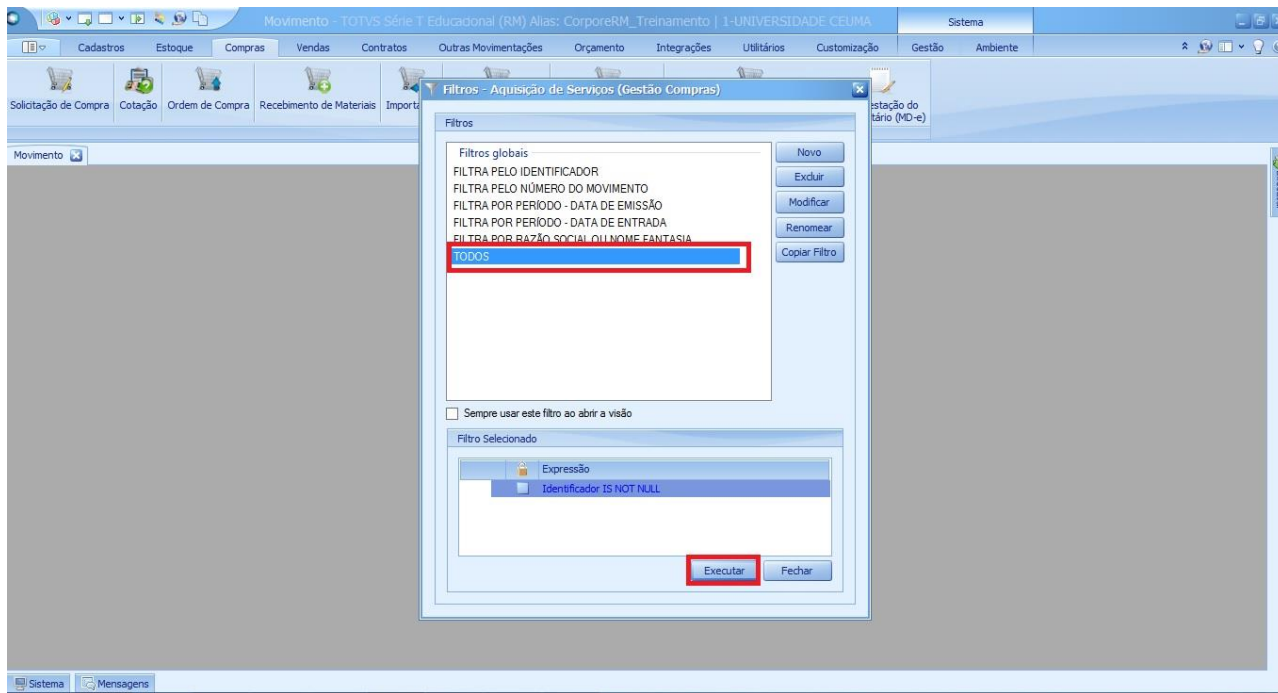 Movimento - TOTVS Série T Educacional (RM) Alias: CorporeRM_Treinamento | 1-UNIVERSIDADE CEUMA
Sistema
Cadastros Estoque Compras Vendas Contratos Outras Movimentações Orçamento Integrações Utilitários Customização Gestão Ambiente
Solicitação de Compra Cotação Ordem de Compra Recebimento de Materiais Importa
estação do
tário (MD-e)
Movimento
Filtros - Aquisição de Serviços (Gestão Compras)
Filtros
Filtros globais
FILTRA PELO IDENTIFICADOR
FILTRA PELO NÚMERO DO MOVIMENTO
FILTRA POR PERÍODO - DATA DE EMISSÃO
FILTRA POR PERÍODO - DATA DE ENTRADA
FILTRA POR RAZÃO SOCIAL OU NOME FANTASIA
TODOS
Novo
Excluir
Modificar
Renomear
Copiar Filtro
Sempre usar este filtro ao abrir a visão
Filtro Selecionado
Expressão
Identificador IS NOT NULL
Executar Fechar
Sistema Mensagens